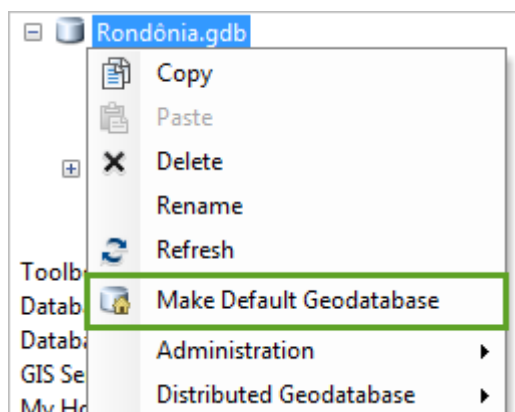 Rondônia.gdb
Copy
Paste
Delete
Rename
Refresh
Make Default Geodatabase
Administration
Distributed Geodatabase